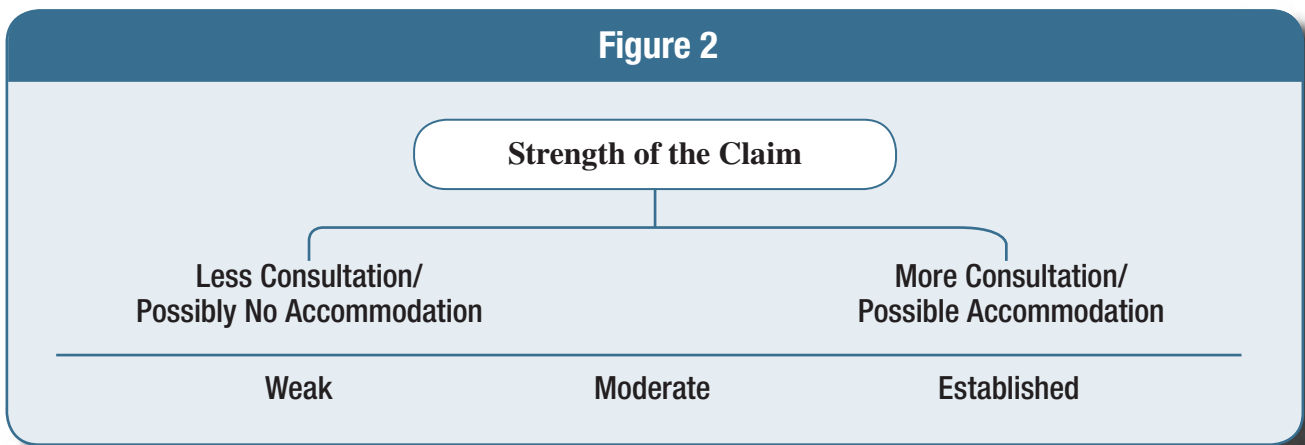 Figure 2
Strength of the Claim
Less Consultation/
Possibly No Accommodation
More Consultation/
Possible Accommodation
Weak
Moderate
Established